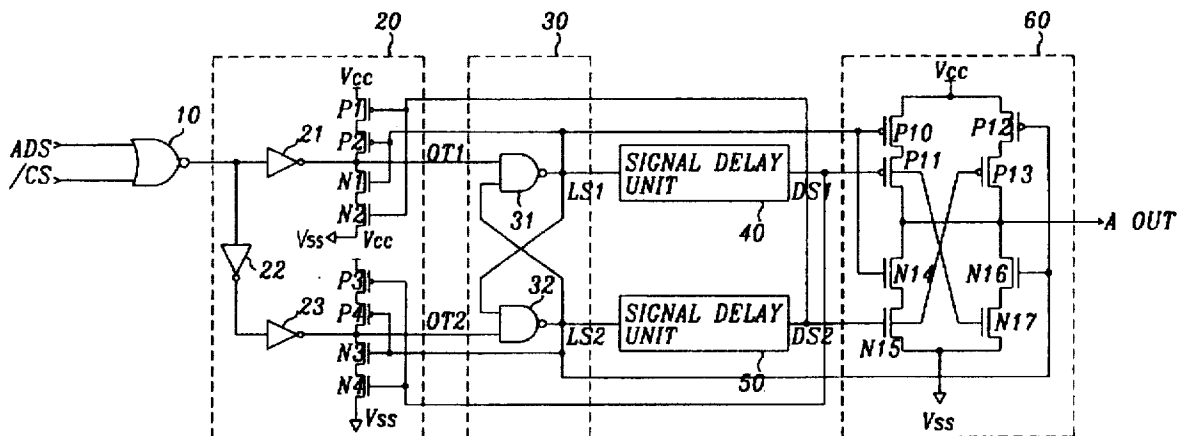 20
30
60
Vcc
Vcc
10
P1
21
P2
P10
P12
ADS
/CS
OT1
SIGNAL DELAY
UNIT
P11
P13
N1
31
LS1
DS1
N2
40
Vss
Vcc
A OUT
22
P3
32
N14
N16
23
P4
OT2
SIGNAL DELAY
UNIT
LS2
DS2
N15
N17
N3
50
N4
Vss
Vss